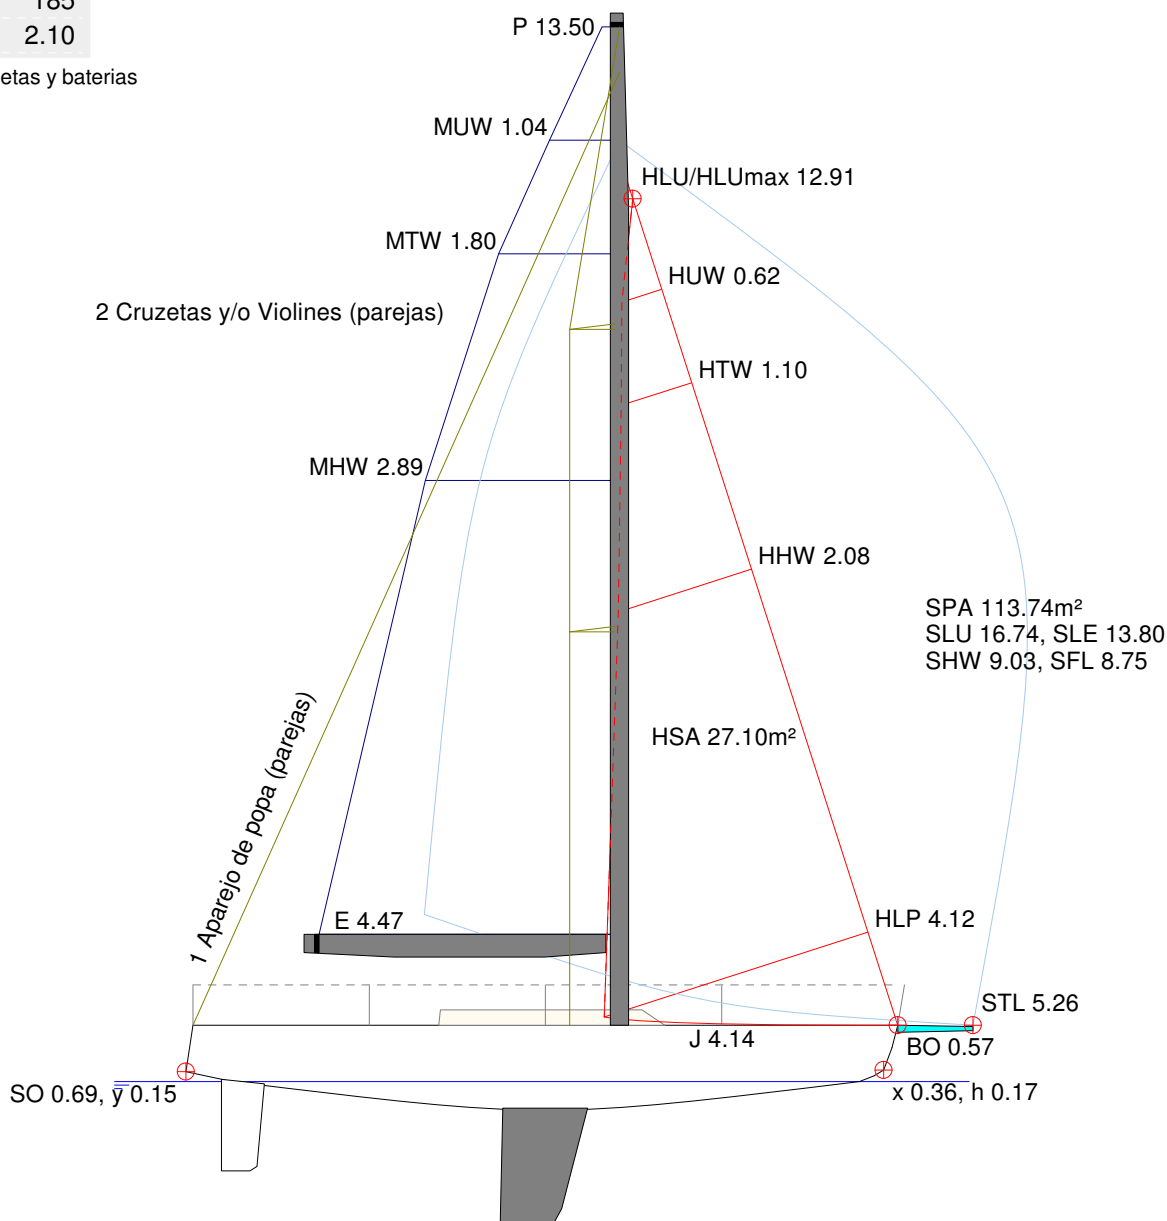 2.10
etas y baterias
P 13.50
MUW 1.04
HLU/HLUmax 12.91
MTW 1.80
HUW 0.62
2 Cruzetas y/o Violines (parejas)
HTW 1.10
MHW 2.89
HHW 2.08
SPA 113.74m²
SLU 16.74, SLE 13.80
SHW 9.03, SFL 8.75
HSA 27.10m²
1 Aparejo de popa (parejas)
E 4.47
HLP 4.12
STL 5.26
J 4.14
BO 0.57
SO 0.69, y 0.15
x 0.36, h 0.17